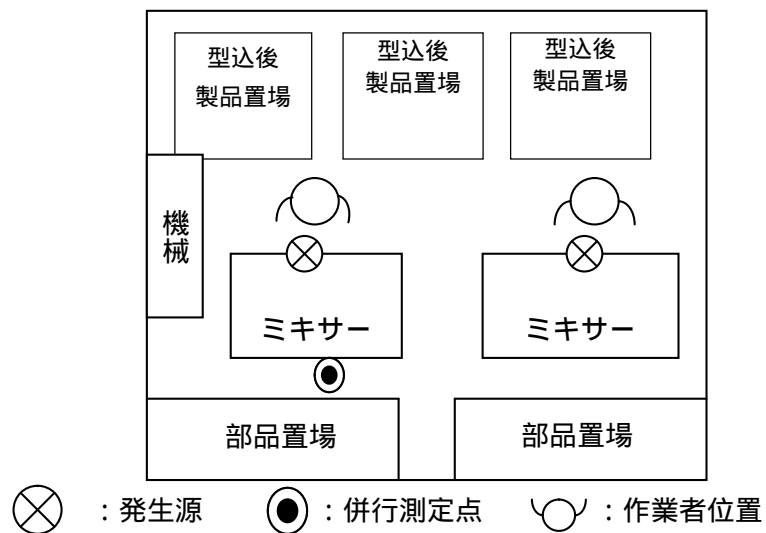 型込後
製品置場
型込後
製品置場
型込後
製品置場
機械
ミキサー
ミキサー
部品置場
部品置場
：発生源
：併行測定点
：作業者位置